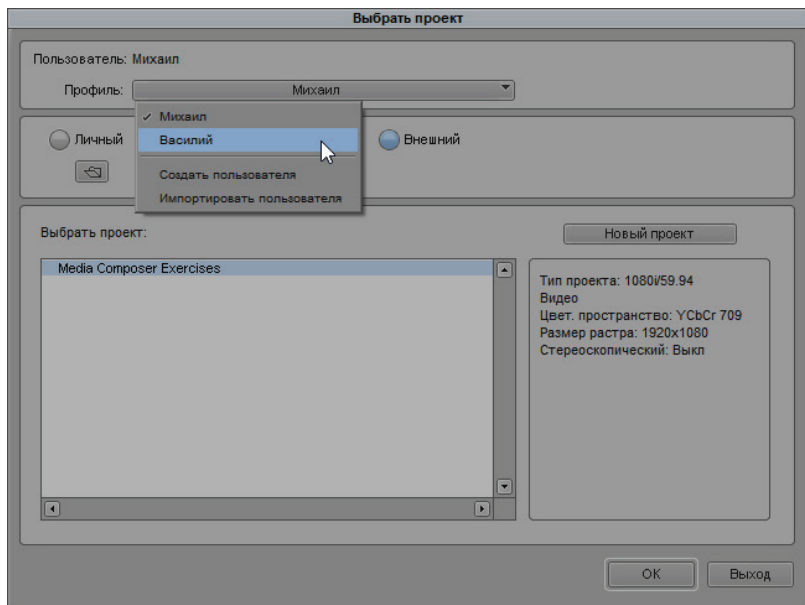 Выбрать проект
Пользователь: Михаил
Профиль: Михаил
Михаил
Василий
Создать пользователя
Импортировать пользователя
Личный
Внешний
Выбрать проект:
Новый проект
Media Composer Exercises
Тип проекта: 1080i/59.94
Видео
Цвет. пространство: YCbCr 709
Размер растра: 1920x1080
Стереоскопический: Выкл
OK
Выход